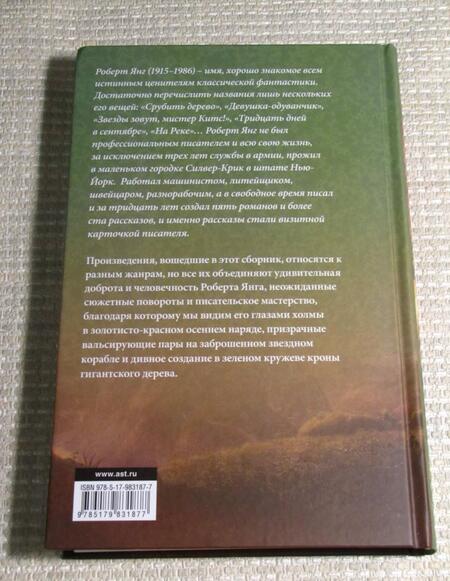 Роберт Янг (1915–1986) – имя, хорошо знакомое всем
истинным ценителям классической фантастики.
Достаточно перечислить названия лишь нескольких
его вещей: «Срубить дерево», «Девушка-одуванчик»,
«Звезды зовут, мистер Китс!», «Тридцать дней
в сентябре», «На Реке»... Роберт Янг не был
профессиональным писателем и всю свою жизнь,
за исключением трех лет службы в армии, прожил
в маленьком городке Силвер-Крик в штате Нью-
Йорк. Работал машинистом, литейщиком,
швейцаром, разнорабочим, а в свободное время писал
и за тридцать лет создал пять романов и более
ста рассказов, и именно рассказы стали визитной
карточкой писателя.
Произведения, вошедшие в этот сборник, относятся к
разным жанрам, но все их объединяют удивительная
доброта и человечность Роберта Янга, неожиданные
сюжетные повороты и писательское мастерство,
благодаря которому мы видим его глазами холмы
в золотисто-красном осеннем наряде, призрачные
вальсирующие пары на заброшенном звездном
корабле и дивное создание в зеленом кружеве кроны
гигантского дерева.
www.ast.ru
ISBN 978-5-17-983187-7
9785179831877